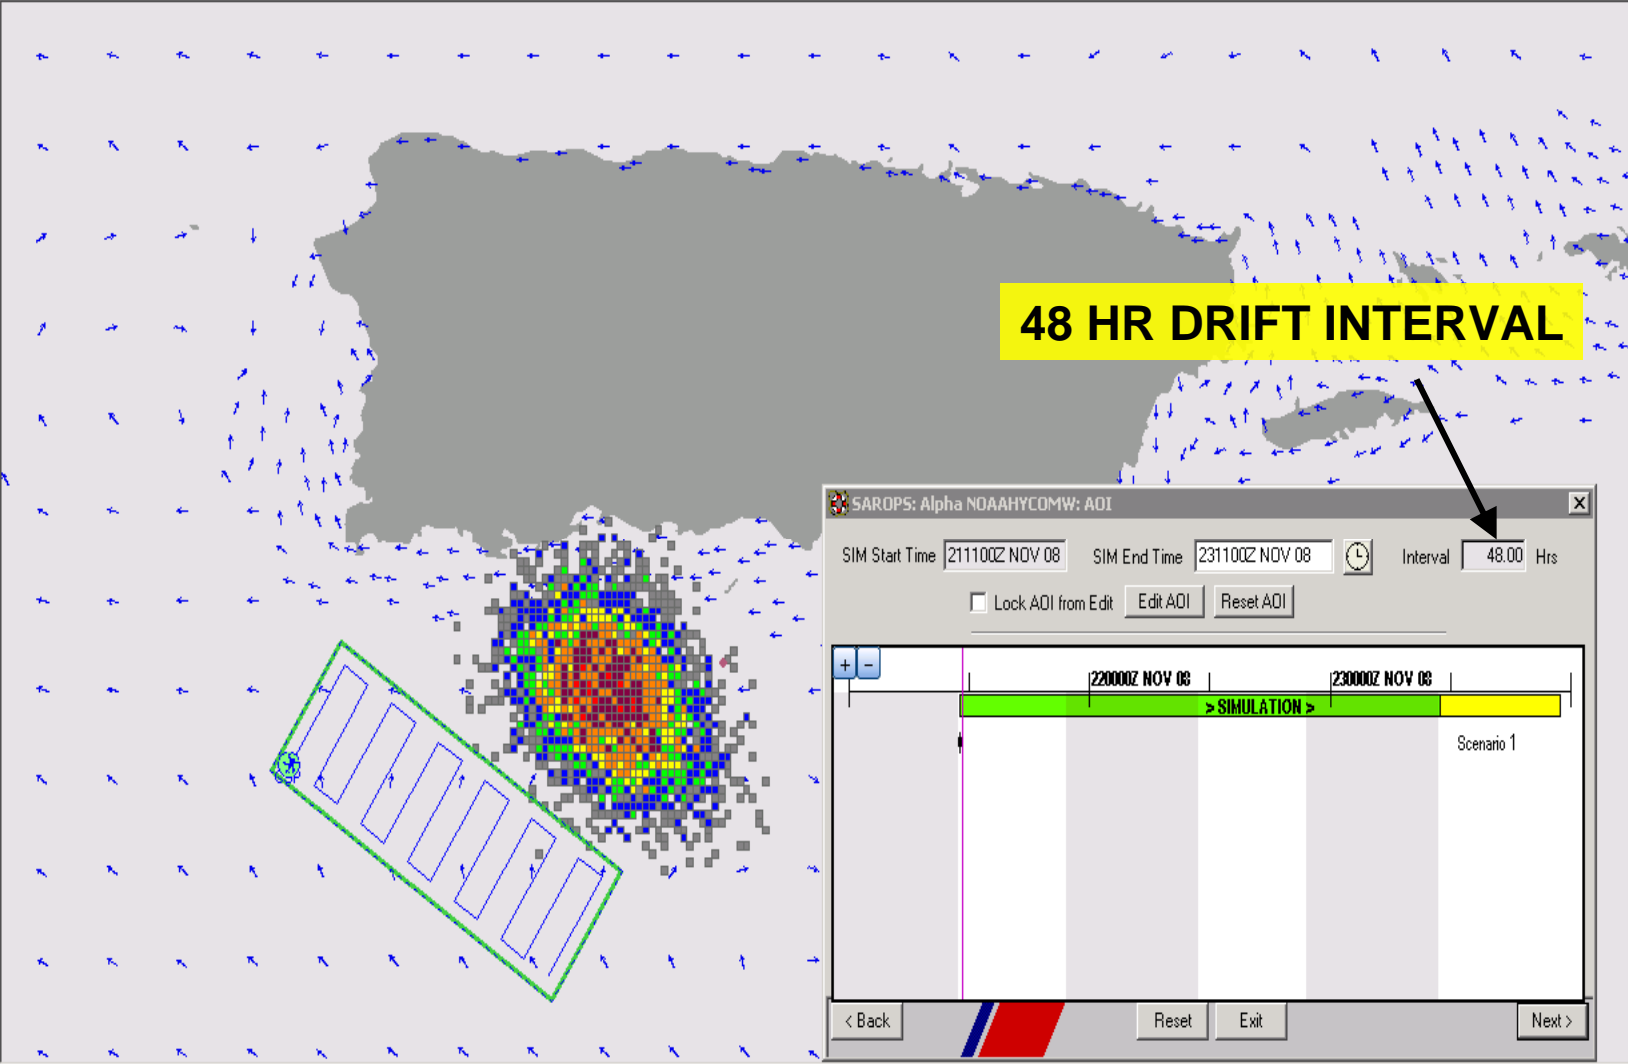 48 HR DRIFT INTERVAL
SAROPS: Alpha NOAAHYCOMW: AOI
SIM Start Time 211100Z NOV 08 SIM End Time 231100Z NOV 08 Interval 48.00 Hrs
Lock AOI from Edit Edit AOI Reset AOI
+ -
220000Z NOV 08 230000Z NOV 08
> SIMULATION >
Scenario 1
< Back Reset Exit Next >